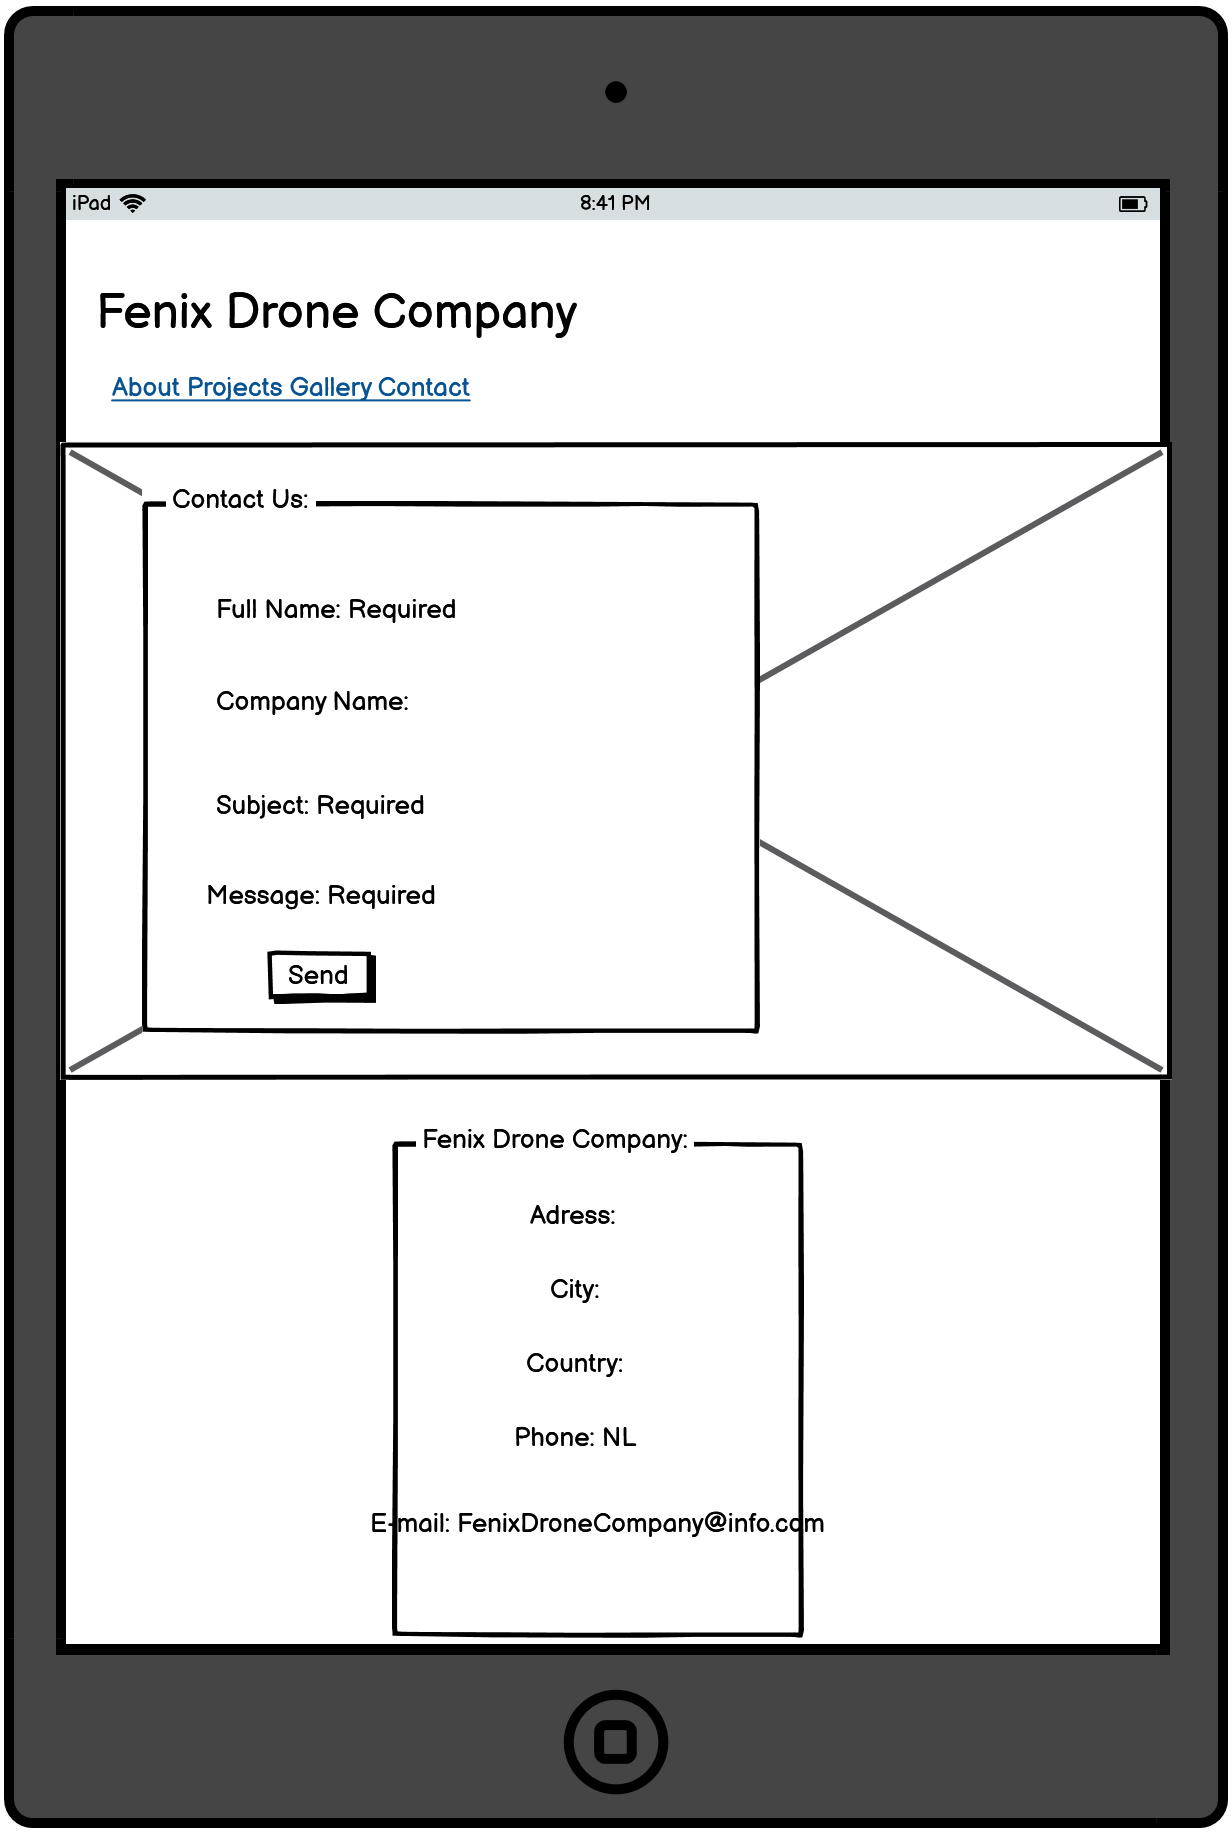 iPad 8:41 PM
Fenix Drone Company
About Projects Gallery Contact
Contact Us:
Full Name: Required
Company Name:
Subject: Required
Message: Required
Send
Fenix Drone Company:
Adress:
City:
Country:
Phone: NL
E-mail: FenixDroneCompany@info.com